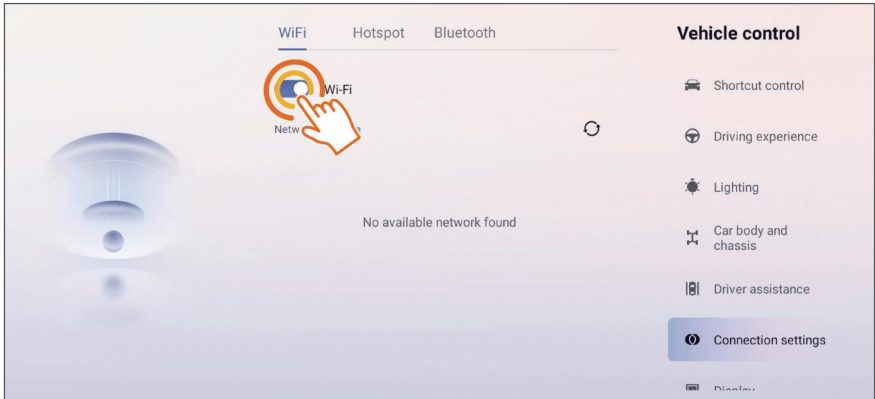 WiFi Hotspot Bluetooth
Wi-Fi
No available network found
Vehicle control
Shortcut control
Driving experience
Lighting
Car body and
chassis
Driver assistance
Connection settings
Display